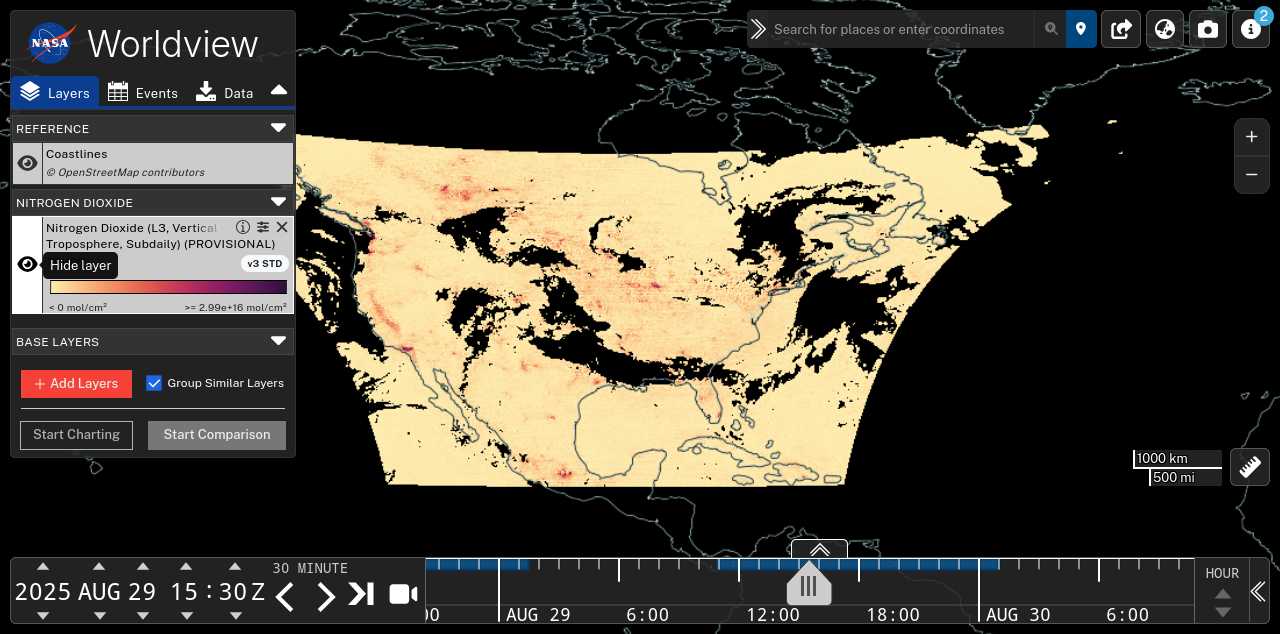 NASA Worldview
Search for places or enter coordinates
2
Layers Events Data
REFERENCE
Coastlines
© OpenStreetMap contributors
NITROGEN DIOXIDE
Nitrogen Dioxide (L3, Vertical
Troposphere, Subdaily) (PROVISIONAL)
Hide layer
v3 STD
< 0 mol/cm²
>= 2.99e+16 mol/cm²
BASE LAYERS
+ Add Layers
Group Similar Layers
Start Charting
Start Comparison
1000 km
500 mi
2025 AUG 29 15 : 30 Z
30 MINUTE
00 AUG 29 6:00 12:00 18:00 AUG 30 6:00
HOUR